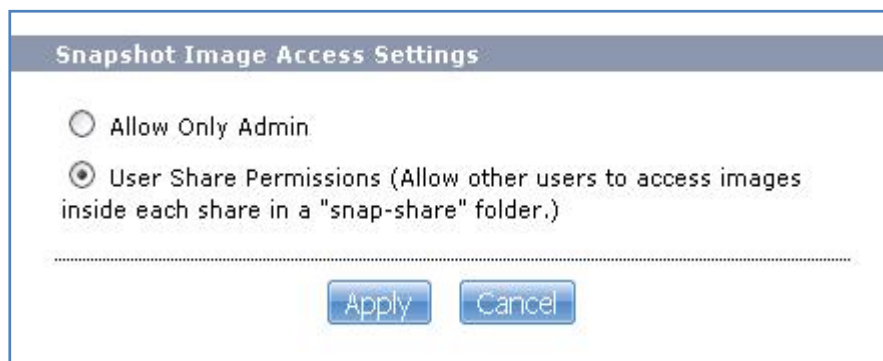 Snapshot Image Access Settings
Allow Only Admin
User Share Permissions (Allow other users to access images
inside each share in a "snap-share" folder.)
Apply Cancel